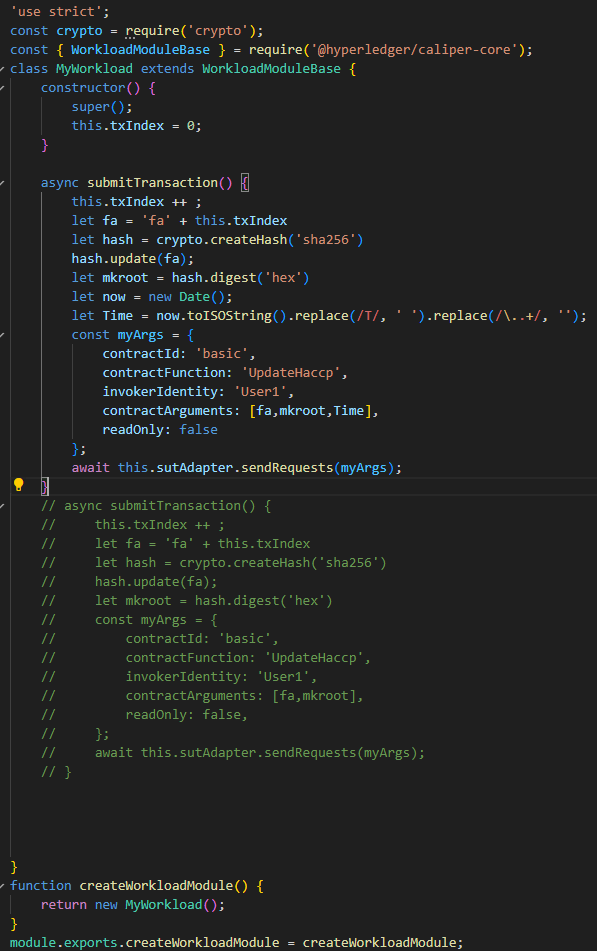 'use strict';
const crypto = require('crypto');
const { WorkloadModuleBase } = require('@hyperledger/caliper-core');
class MyWorkload extends WorkloadModuleBase {
    constructor() {
        super();
        this.txIndex = 0;
    }

    async submitTransaction() {
        this.txIndex ++ ;
        let fa = 'fa' + this.txIndex
        let hash = crypto.createHash('sha256')
        hash.update(fa);
        let mkroot = hash.digest('hex')
        let now = new Date();
        let Time = now.toISOString().replace(/T/, ' ').replace(/\..+/, '');
        const myArgs = {
            contractId: 'basic',
            contractFunction: 'UpdateHaccp',
            invokerIdentity: 'User1',
            contractArguments: [fa,mkroot,Time],
            readOnly: false
        };
        await this.sutAdapter.sendRequests(myArgs);
    }
    // async submitTransaction() {
    //     this.txIndex ++ ;
    //     let fa = 'fa' + this.txIndex
    //     let hash = crypto.createHash('sha256')
    //     hash.update(fa);
    //     let mkroot = hash.digest('hex')
    //     const myArgs = {
    //         contractId: 'basic',
    //         contractFunction: 'UpdateHaccp',
    //         invokerIdentity: 'User1',
    //         contractArguments: [fa,mkroot],
    //         readOnly: false,
    //     };
    //     await this.sutAdapter.sendRequests(myArgs);
    // }

}
function createWorkloadModule() {
    return new MyWorkload();
}
module.exports.createWorkloadModule = createWorkloadModule;